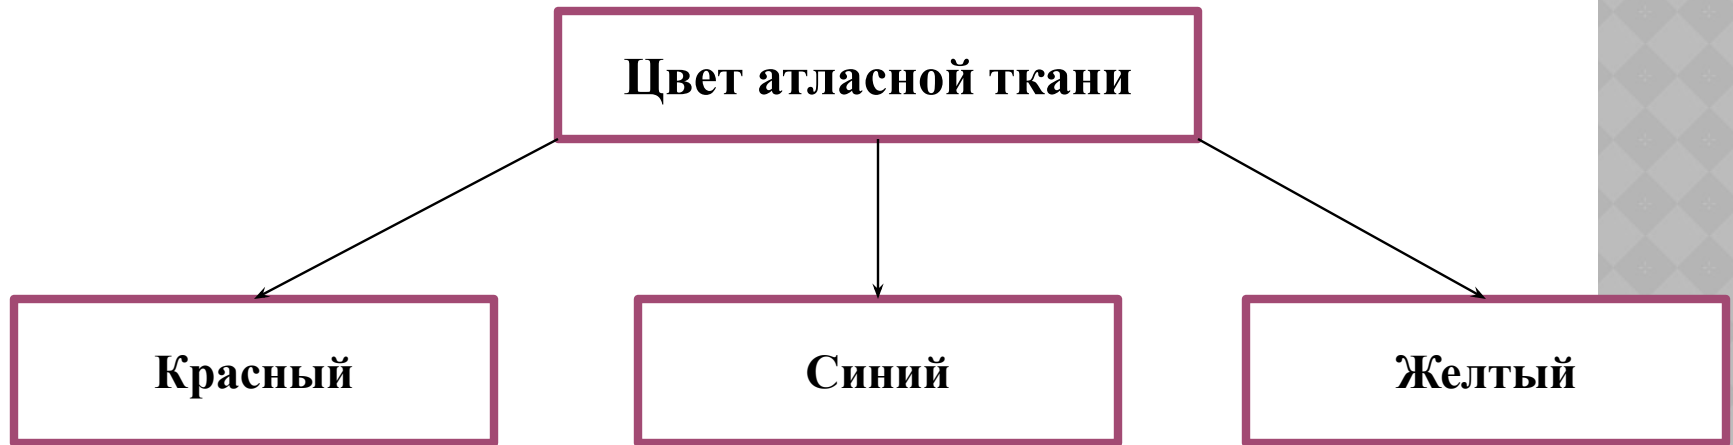 Цвет атласной ткани
Красный
Синий
Желтый